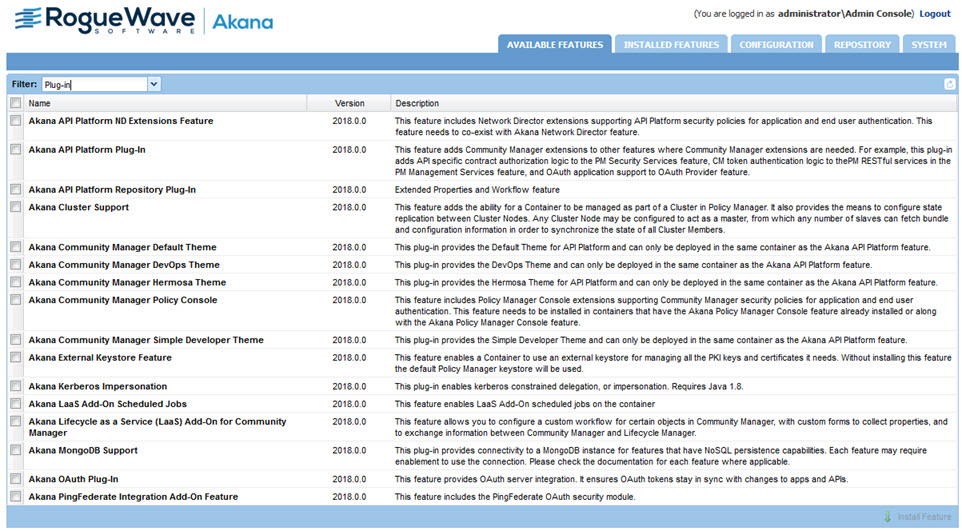 RogueWave
SOFTWARE
Akana
(You are logged in as administrator\Admin Console) Logout
AVAILABLE FEATURES INSTALLED FEATURES CONFIGURATION REPOSITORY SYSTEM
Filter: Plug-in
Name Version Description
Akana API Platform ND Extensions Feature 2018.0.0 This feature includes Network Director extensions supporting API Platform security policies for application and end user authentication. This
feature needs to co-exist with Akana Network Director feature.
Akana API Platform Plug-In 2018.0.0 This feature adds Community Manager extensions to other features where Community Manager extensions are needed. For example, this plug-in
adds API specific contract authorization logic to the PM Security Services feature, CM token authentication logic to thePM RESTful services in the
PM Management Services feature, and OAuth application support to OAuth Provider feature.
Akana API Platform Repository Plug-In 2018.0.0 Extended Properties and Workflow feature
Akana Cluster Support 2018.0.0 This feature adds the ability for a Container to be managed as part of a Cluster in Policy Manager. It also provides the means to configure state
replication between Cluster Nodes. Any Cluster Node may be configured to act as a master, from which any number of slaves can fetch bundle
and configuration information in order to synchronize the state of all Cluster Members.
Akana Community Manager Default Theme 2018.0.0 This plug-in provides the Default Theme for API Platform and can only be deployed in the same container as the Akana API Platform feature.
Akana Community Manager DevOps Theme 2018.0.0 This plug-in provides the DevOps Theme and can only be deployed in the same container as the Akana API Platform feature.
Akana Community Manager Hermosa Theme 2018.0.0 This plug-in provides the Hermosa Theme for API Platform and can only be deployed in the same container as the Akana API Platform feature.
Akana Community Manager Policy Console 2018.0.0 This feature includes Policy Manager Console extensions supporting Community Manager security policies for application and end user
authentication. This feature needs to be installed in containers that have the Akana Policy Manager Console feature already installed or along
with the Akana Policy Manager Console feature.
Akana Community Manager Simple Developer Theme 2018.0.0 This plug-in provides the Simple Developer Theme and can only be deployed in the same container as the Akana API Platform feature.
Akana External Keystore Feature 2018.0.0 This feature enables a Container to use an external keystore for managing all the PKI keys and certificates it needs. Without installing this feature
the default Policy Manager keystore will be used.
Akana Kerberos Impersonation 2018.0.0 This plug-in enables kerberos constrained delegation, or impersonation. Requires Java 1.8.
Akana LaaS Add-On Scheduled Jobs 2018.0.0 This feature enables LaaS Add-On scheduled jobs on the container
Akana Lifecycle as a Service (LaaS) Add-On for Community 2018.0.0 This feature allows you to configure a custom workflow for certain objects in Community Manager, with custom forms to collect properties, and
Manager to exchange information between Community Manager and Lifecycle Manager.
Akana MongoDB Support 2018.0.0 This plug-in provides connectivity to a MongoDB instance for features that have NoSQL persistence capabilities. Each feature may require
enablement to use the connection. Please check the documentation for each feature where applicable.
Akana OAuth Plug-In 2018.0.0 This feature provides OAuth server integration. It ensures OAuth tokens stay in sync with changes to apps and APIs.
Akana PingFederate Integration Add-On Feature 2018.0.0 This feature includes the PingFederate OAuth security module.
Install Feature